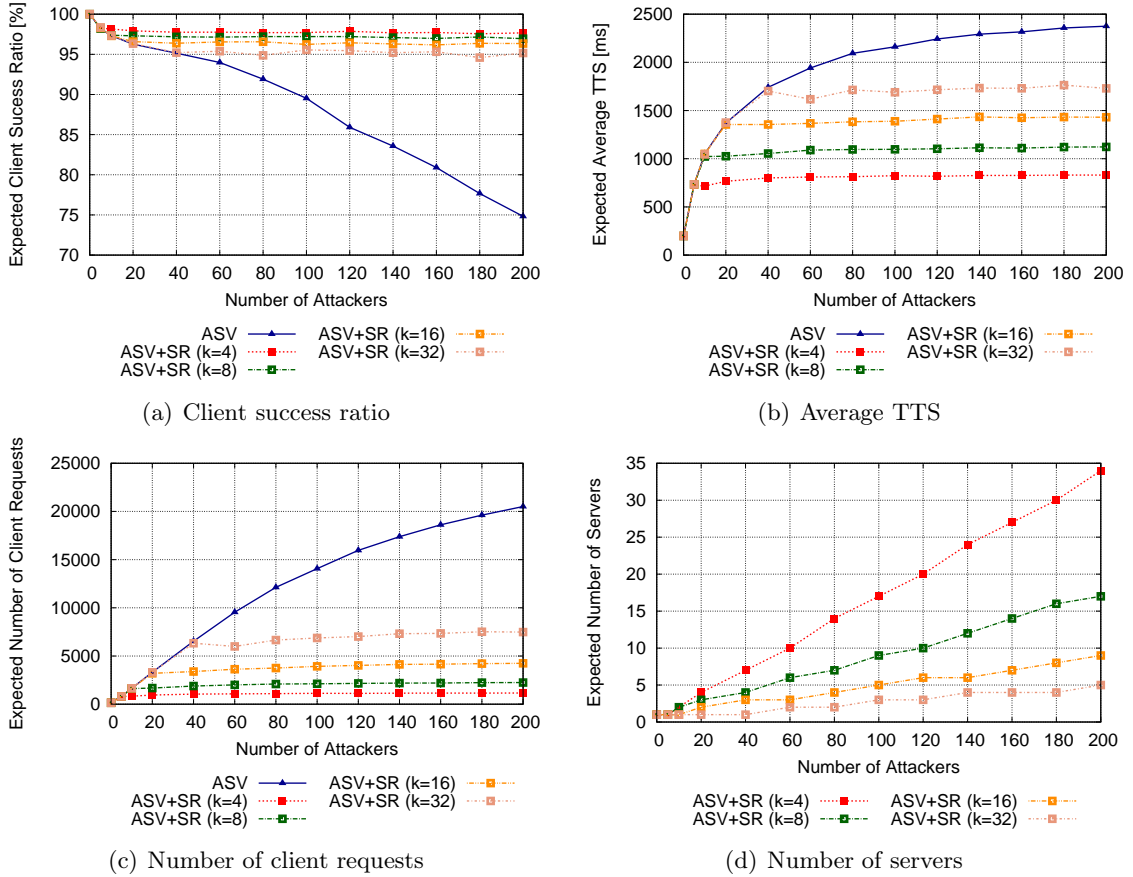 Expected Client Sucess Ratio [%]
100
95
90
85
80
75
70
0 20 40 60 80 100 120 140 160 180 200
Number of Attackers
ASV
ASV+SR (k=4)
ASV+SR (k=8)
ASV+SR (k=16)
ASV+SR (k=32)
(a) Client success ratio
Expected Average TTS [ms]
2500
2000
1500
1000
500
0
0 20 40 60 80 100 120 140 160 180 200
Number of Attackers
ASV
ASV+SR (k=4)
ASV+SR (k=8)
ASV+SR (k=16)
ASV+SR (k=32)
(b) Average TTS
Expected Number of Client Requests
25000
20000
15000
10000
5000
0
0 20 40 60 80 100 120 140 160 180 200
Number of Attackers
ASV
ASV+SR (k=4)
ASV+SR (k=8)
ASV+SR (k=16)
ASV+SR (k=32)
(c) Number of client requests
Expected Number of Servers
35
30
25
20
15
10
5
0
0 20 40 60 80 100 120 140 160 180 200
Number of Attackers
ASV+SR (k=4)
ASV+SR (k=8)
ASV+SR (k=16)
ASV+SR (k=32)
(d) Number of servers